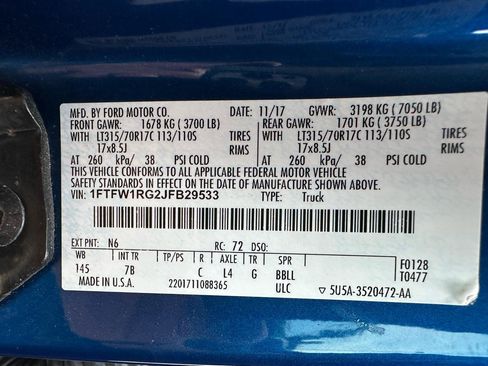 MFD. BY FORD MOTOR CO. DATE: 11/17 GVWR: 3198 KG ( 7050 LB)
FRONT GAWR: 1678 KG ( 3700 LB) REAR GAWR: 1701 KG ( 3750 LB)
WITH LT315/70R17C 113/110S TIRES WITH LT315/70R17C 113/110S TIRES
17x8.5J RIMS 17x8.5J RIMS
AT 260 kPa/ 38 PSI COLD AT 260 kPa/ 38 PSI COLD
THIS VEHICLE CONFORMS TO ALL APPLICABLE FEDERAL MOTOR VEHICLE
SAFETY AND THEFT PREVENTION STANDARDS IN EFFECT ON THE DATE OF MANUFACTURE SHOWN ABOVE.
VIN: 1FTFW1RG2JFB29533 TYPE: Truck
EXT PNT: N6 RC: 72 DSO:
WB INT TR TP/PS R AXLE TR SPR F0128
145 7B C L4 G BBLL T0477
MADE IN U.S.A. 2201711088365 ULC 5U5A-3520472-AA